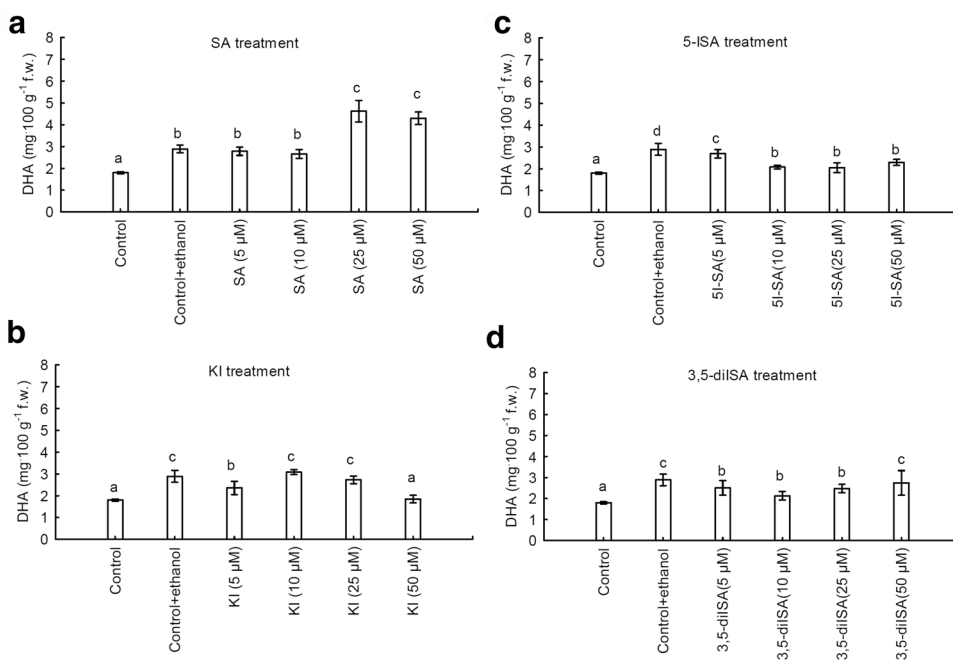 a
SA treatment
DHA (mg·100 g⁻¹ f.w.)
8
7
6
5
4
3
2
1
0
a
b
b
b
c
c
Control
Control+ethanol
SA (5 µM)
SA (10 µM)
SA (25 µM)
SA (50 µM)
b
KI treatment
DHA (mg·100 g⁻¹ f.w.)
8
7
6
5
4
3
2
1
0
a
c
b
c
c
a
Control
Control+ethanol
KI (5 µM)
KI (10 µM)
KI (25 µM)
KI (50 µM)
c
5-ISA treatment
DHA (mg·100 g⁻¹ f.w.)
8
7
6
5
4
3
2
1
0
a
d
c
b
b
b
Control
Control+ethanol
5I-SA(5 µM)
5I-SA(10 µM)
5I-SA(25 µM)
5I-SA(50 µM)
d
3,5-diISA treatment
DHA (mg·100 g⁻¹ f.w.)
8
7
6
5
4
3
2
1
0
a
c
b
b
b
c
Control
Control+ethanol
3,5-diISA(5 µM)
3,5-diISA(10 µM)
3,5-diISA(25 µM)
3,5-diISA(50 µM)